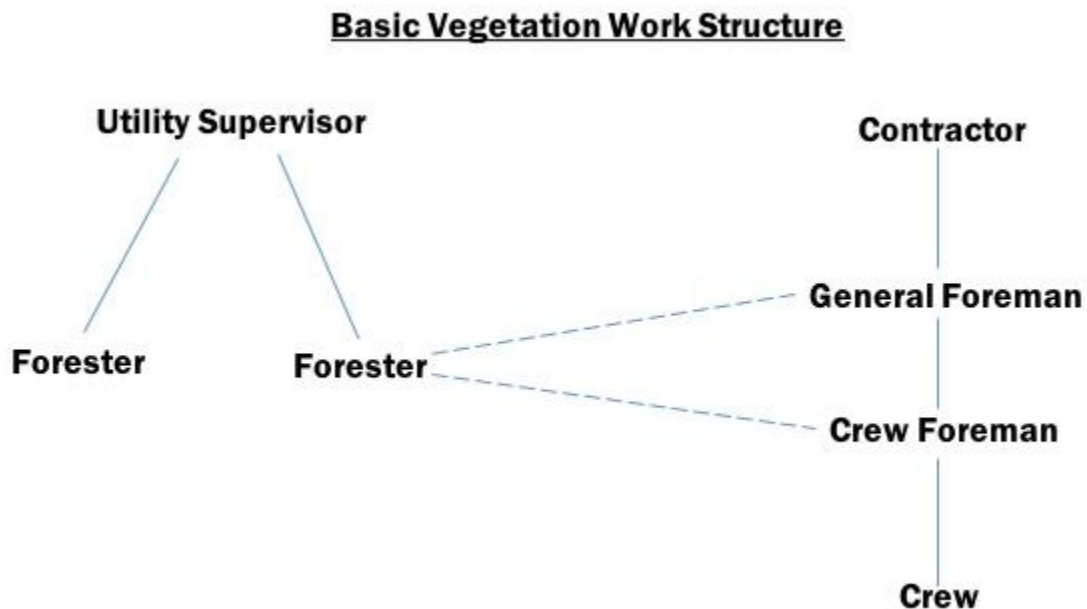 Basic Vegetation Work Structure
Utility Supervisor
Contractor
General Foreman
Forester
Forester
Crew Foreman
Crew